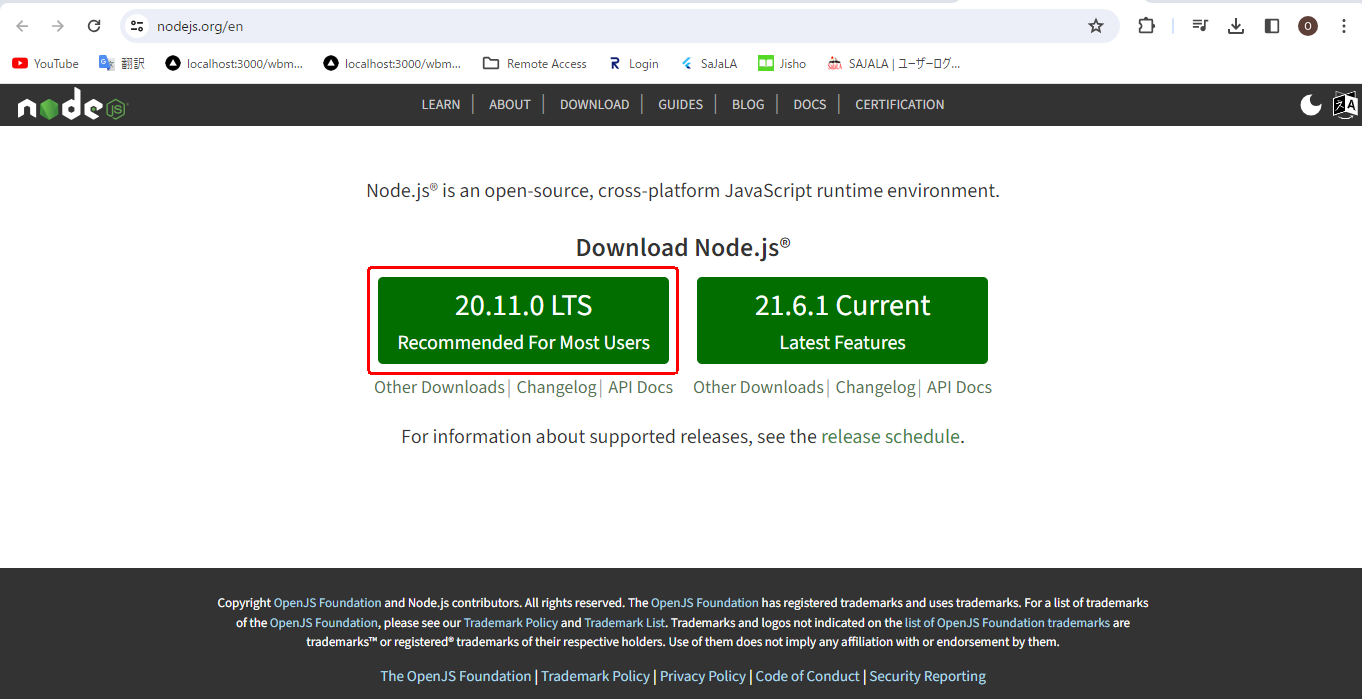 nodejs.org/en
O
YouTube 翻訳 localhost:3000/wbm... localhost:3000/wbm... Remote Access Login SaJaLA Jisho SAJALA | ユーザーログ...
node JS LEARN ABOUT DOWNLOAD GUIDES BLOG DOCS CERTIFICATION 文 A
Node.js® is an open-source, cross-platform JavaScript runtime environment.
Download Node.js®
20.11.0 LTS
Recommended For Most Users
21.6.1 Current
Latest Features
Other Downloads | Changelog | API Docs Other Downloads | Changelog | API Docs
For information about supported releases, see the release schedule.
Copyright OpenJS Foundation and Node.js contributors. All rights reserved. The OpenJS Foundation has registered trademarks and uses trademarks. For a list of trademarks
of the OpenJS Foundation, please see our Trademark Policy and Trademark List. Trademarks and logos not indicated on the list of OpenJS Foundation trademarks are
trademarks™ or registered® trademarks of their respective holders. Use of them does not imply any affiliation with or endorsement by them.
The OpenJS Foundation | Trademark Policy | Privacy Policy | Code of Conduct | Security Reporting